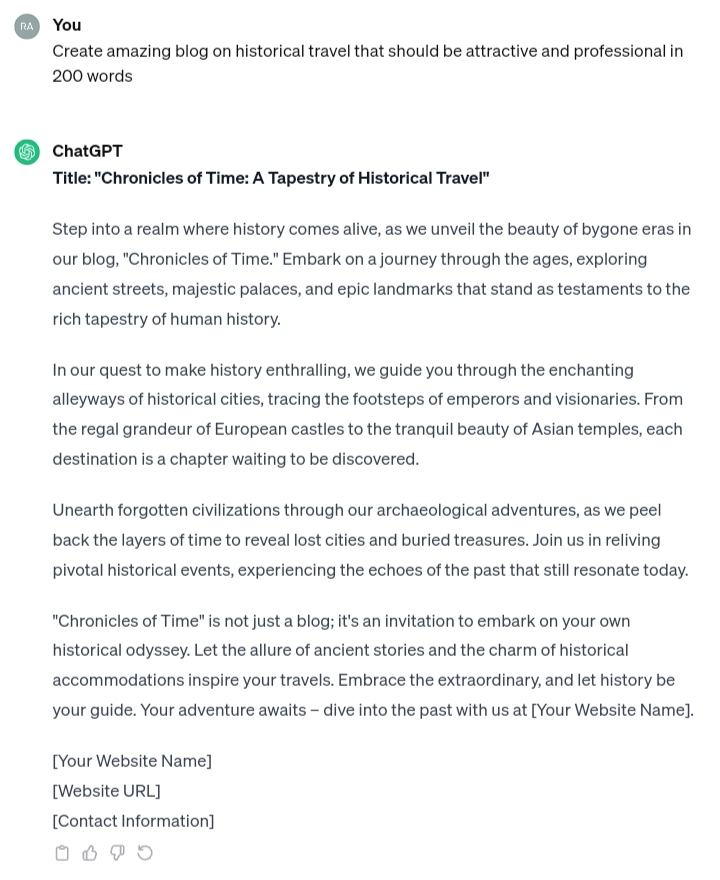 RA
You
Create amazing blog on historical travel that should be attractive and professional in
200 words
ChatGPT
Title: "Chronicles of Time: A Tapestry of Historical Travel"
Step into a realm where history comes alive, as we unveil the beauty of bygone eras in
our blog, "Chronicles of Time." Embark on a journey through the ages, exploring
ancient streets, majestic palaces, and epic landmarks that stand as testaments to the
rich tapestry of human history.
In our quest to make history enthralling, we guide you through the enchanting
alleyways of historical cities, tracing the footsteps of emperors and visionaries. From
the regal grandeur of European castles to the tranquil beauty of Asian temples, each
destination is a chapter waiting to be discovered.
Unearth forgotten civilizations through our archaeological adventures, as we peel
back the layers of time to reveal lost cities and buried treasures. Join us in reliving
pivotal historical events, experiencing the echoes of the past that still resonate today.
"Chronicles of Time" is not just a blog; it's an invitation to embark on your own
historical odyssey. Let the allure of ancient stories and the charm of historical
accommodations inspire your travels. Embrace the extraordinary, and let history be
your guide. Your adventure awaits – dive into the past with us at [Your Website Name].
[Your Website Name]
[Website URL]
[Contact Information]